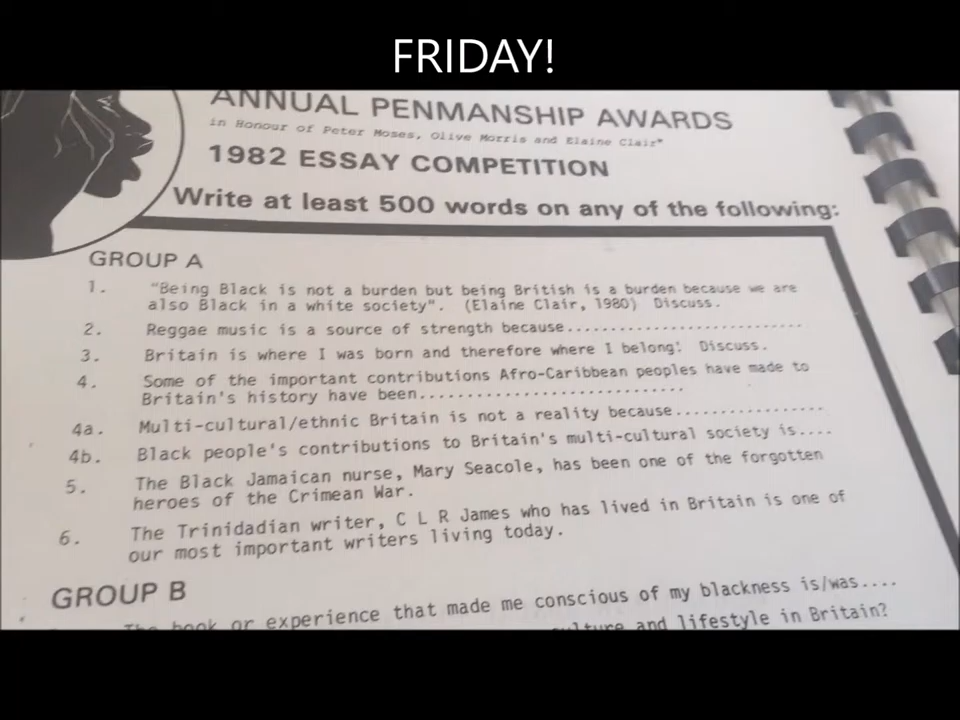 FRIDAY!
ANNUAL PENMANSHIP AWARDS
in Honour of Peter Moses, Olive Morris and Elaine Clair*
1982 ESSAY COMPETITION
Write at least 500 words on any of the following:
GROUP A
1. "Being Black is not a burden but being British is a burden because we are
also Black in a white society". (Elaine Clair, 1980) Discuss.
2. Reggae music is a source of strength because............................
3. Britain is where I was born and therefore where I belong! Discuss.
4. Some of the important contributions Afro-Caribbean peoples have made to
Britain's history have been...............................
4a. Multi-cultural/ethnic Britain is not a reality because.................
4b. Black people's contributions to Britain's multi-cultural society is....
5. The Black Jamaican nurse, Mary Seacole, has been one of the forgotten
heroes of the Crimean War.
6. The Trinidadian writer, C L R James who has lived in Britain is one of
our most important writers living today.
GROUP B
The book or experience that made me conscious of my blackness is/was....
culture and lifestyle in Britain?